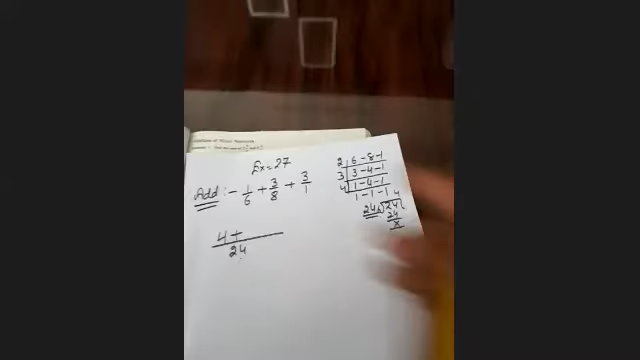 Ex = 27
Add :- 1/6 + 3/8 + 3/1
2 | 6 - 8 - 1
3 | 3 - 4 - 1
4 | 1 - 4 - 1
1 - 1 - 1
4
24
24
x
4 +
24